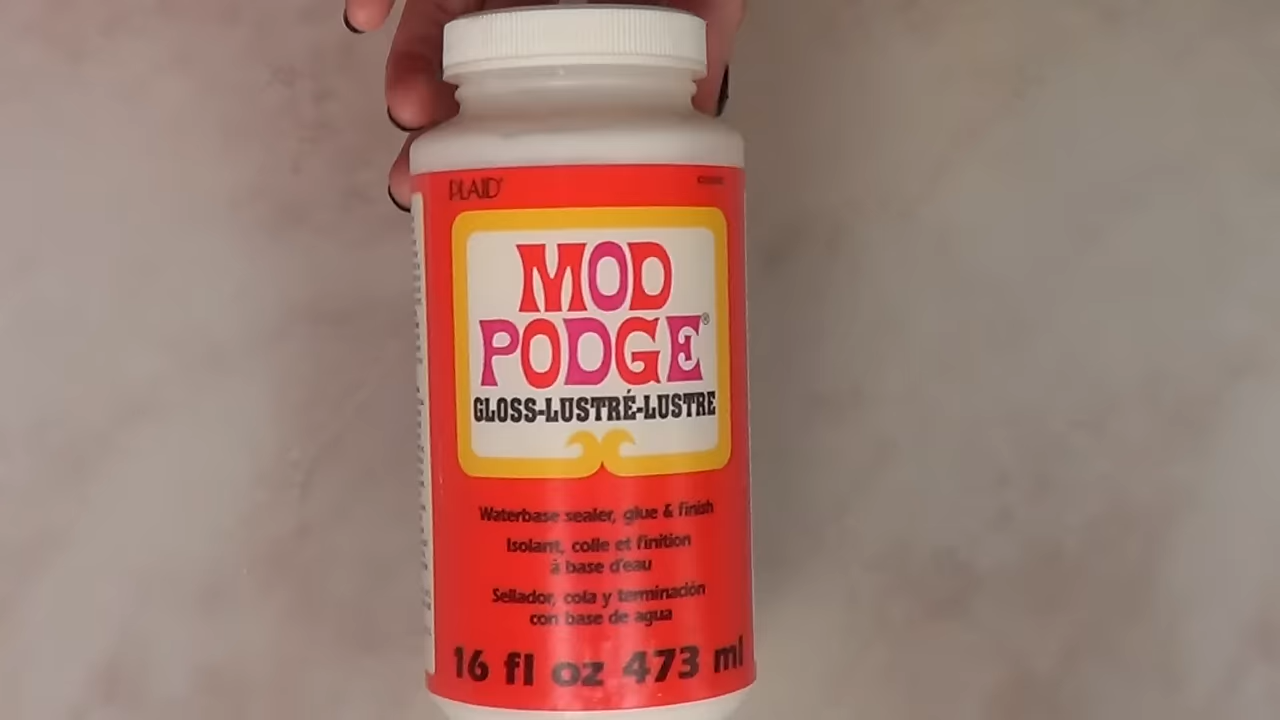 PLAID®
MOD
PODGE®
GLOSS-LUSTRÉ-LUSTRE
Waterbase sealer, glue & finish
Isolant, colle et finition
à base d'eau
Sellador, cola y terminación
con base de agua
16 fl oz 473 ml